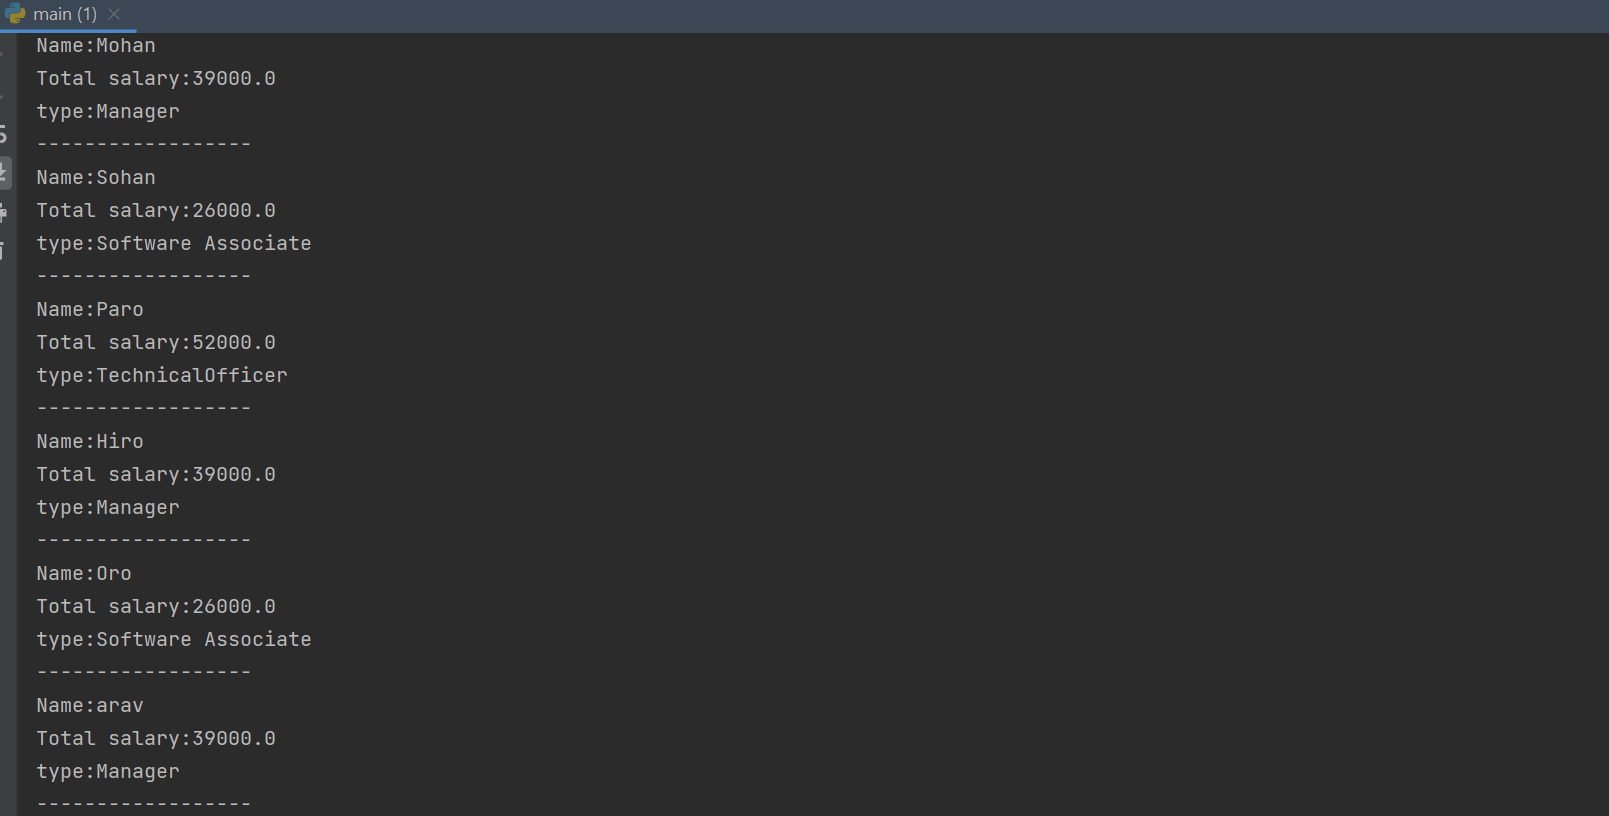 main (1)
Name:Mohan
Total salary:39000.0
type:Manager
------------------
Name:Sohan
Total salary:26000.0
type:Software Associate
------------------
Name:Paro
Total salary:52000.0
type:TechnicalOfficer
------------------
Name:Hiro
Total salary:39000.0
type:Manager
------------------
Name:Oro
Total salary:26000.0
type:Software Associate
------------------
Name:arav
Total salary:39000.0
type:Manager
------------------